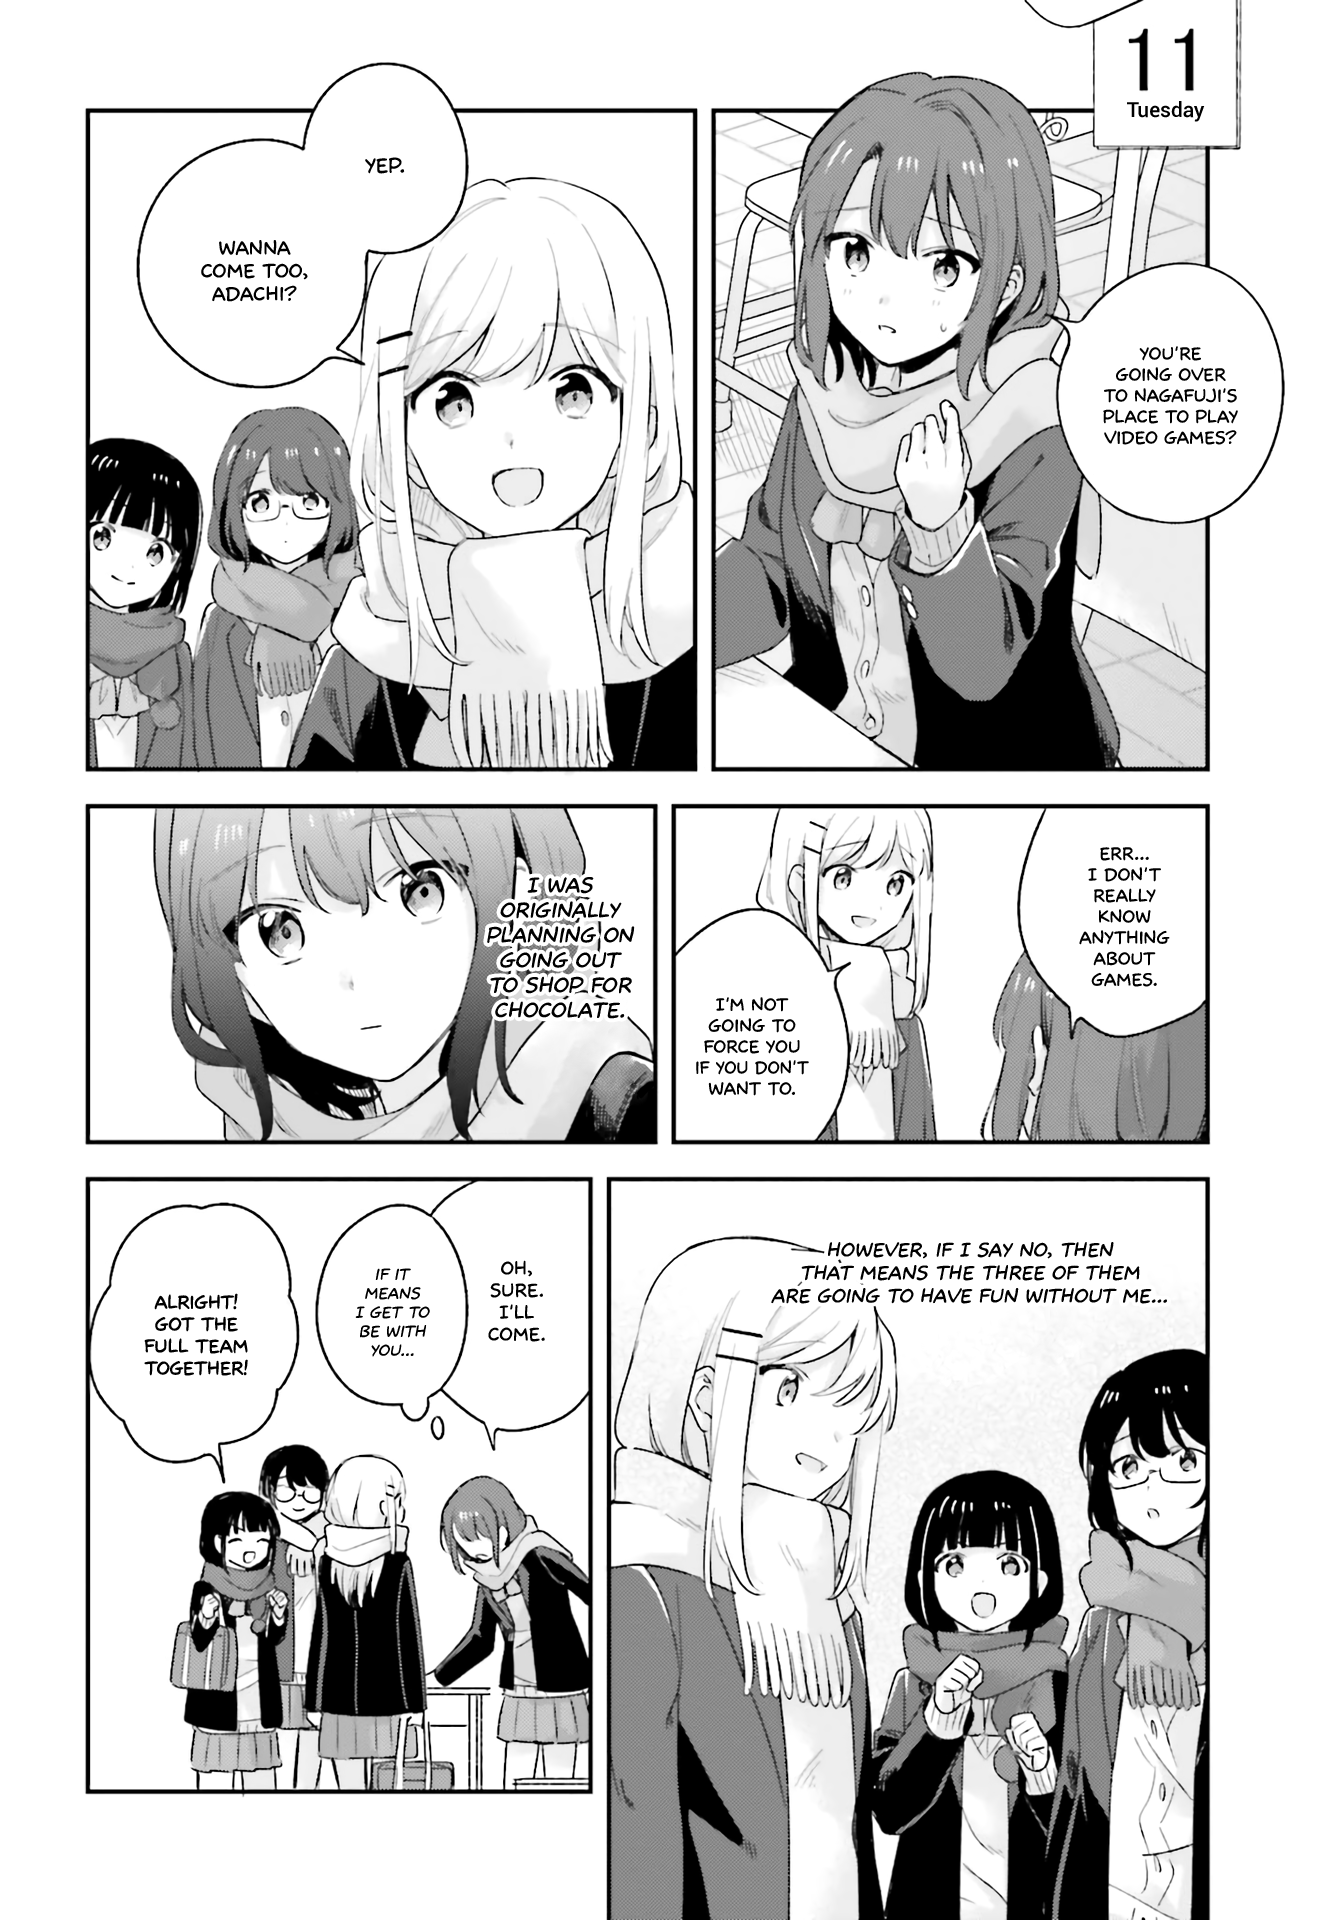 11
Tuesday
YOU'RE
GOING OVER
TO NAGAFUJI'S
PLACE TO PLAY
VIDEO GAMES?
YEP.
WANNA
COME TOO,
ADACHI?
ERR...
I DON'T
REALLY
KNOW
ANYTHING
ABOUT
GAMES.
I'M NOT
GOING TO
FORCE YOU
IF YOU DON'T
WANT TO.
I WAS
ORIGINALLY
PLANNING ON
GOING OUT
TO SHOP FOR
CHOCOLATE.
HOWEVER, IF I SAY NO, THEN
THAT MEANS THE THREE OF THEM
ARE GOING TO HAVE FUN WITHOUT ME...
OH,
SURE.
I'LL
COME.
IF IT
MEANS
I GET TO
BE WITH
YOU...
ALRIGHT!
GOT THE
FULL TEAM
TOGETHER!